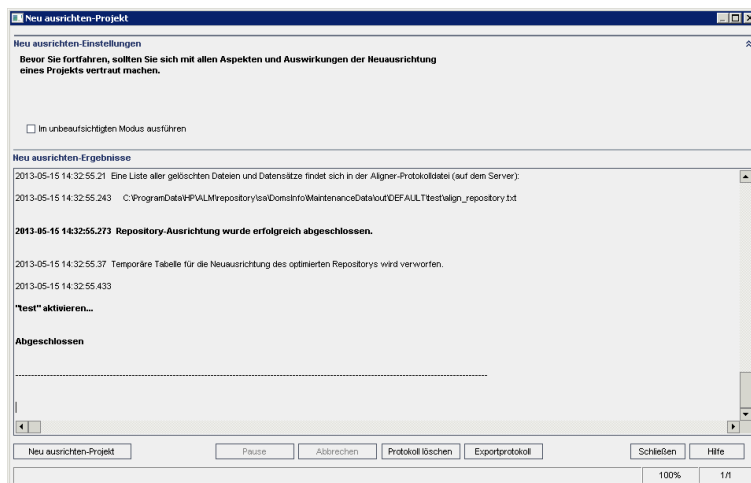 Neu ausrichten-Projekt
Neu ausrichten-Einstellungen
Bevor Sie fortfahren, sollten Sie sich mit allen Aspekten und Auswirkungen der Neuausrichtung
eines Projekts vertraut machen.
Im unbeaufsichtigten Modus ausführen
Neu ausrichten-Ergebnisse
2013-05-15 14:32:55.21 Eine Liste aller gelöschten Dateien und Datensätze findet sich in der Aligner-Protokolldatei (auf dem Server):
2013-05-15 14:32:55.243 C:\ProgramData\HP\ALM\repository\sa\DomsInfo\MaintenanceData\out\DEFAULT\test\align_repository.txt
2013-05-15 14:32:55.273 Repository-Ausrichtung wurde erfolgreich abgeschlossen.
2013-05-15 14:32:55.37 Temporäre Tabelle für die Neuausrichtung des optimierten Repositorys wird verworfen.
2013-05-15 14:32:55.433
"test" aktivieren...
Abgeschlossen
------------------------------------------------------------------------------------------------------------------------
Neu ausrichten-Projekt Pause Abbrechen Protokoll löschen Exportprotokoll Schließen Hilfe
100% 1/1